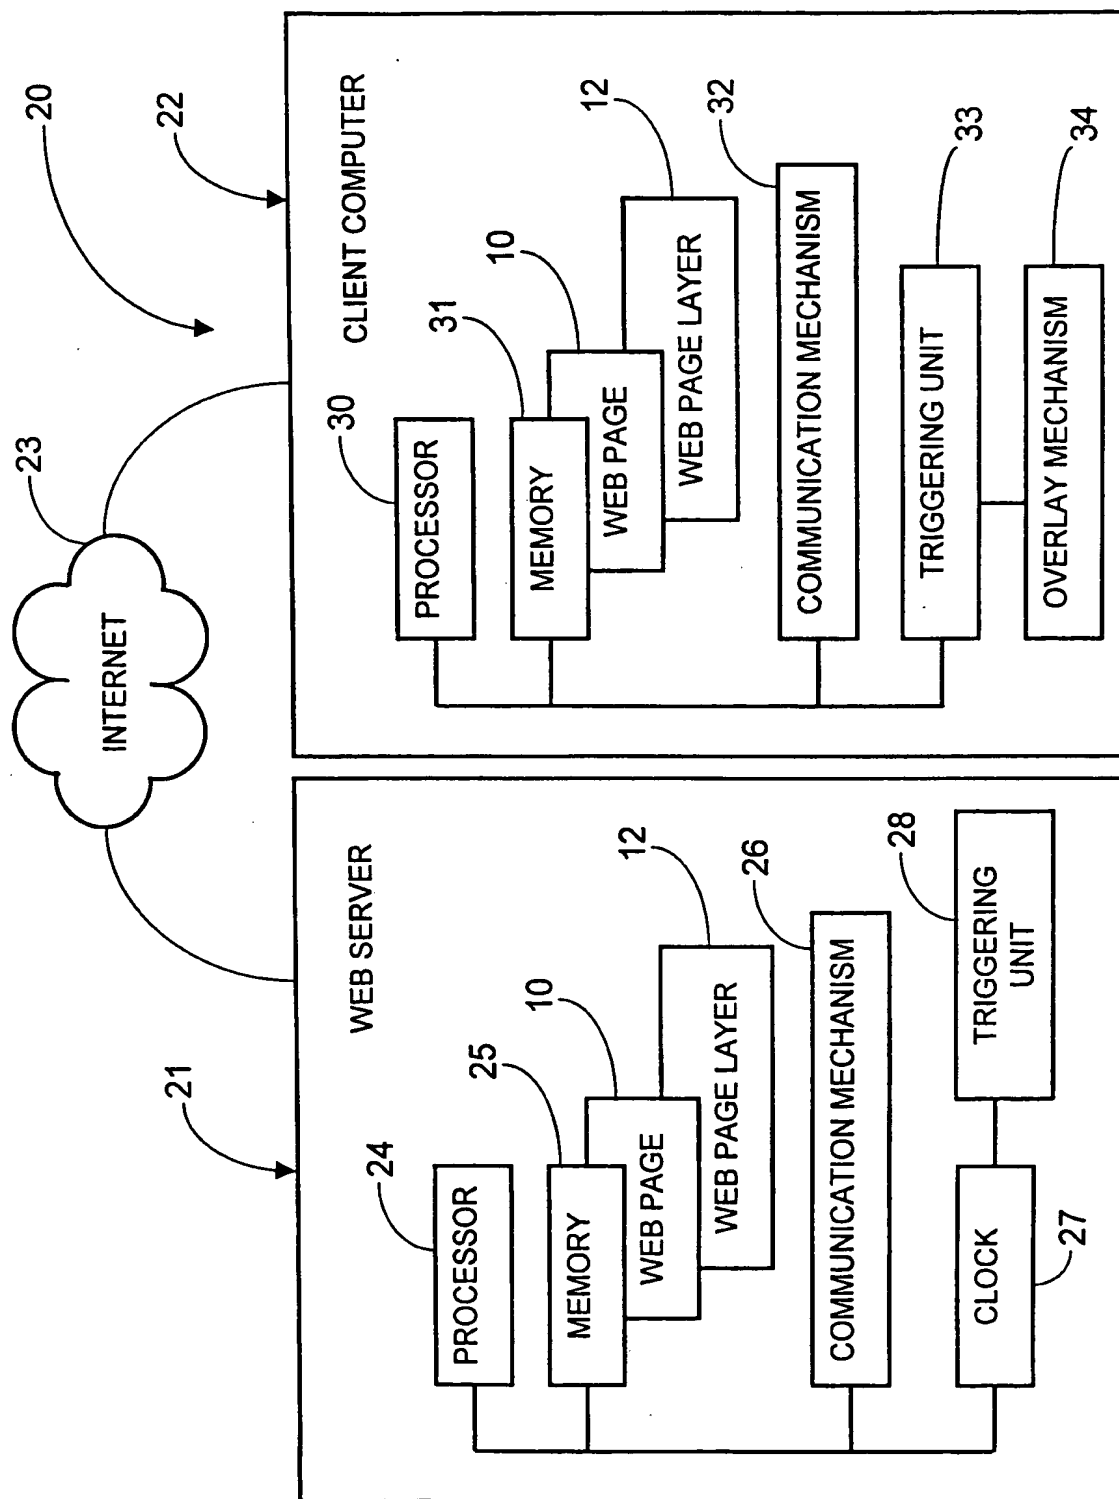 20
23
INTERNET
21
WEB SERVER
24
PROCESSOR
25
MEMORY
10
WEB PAGE
12
WEB PAGE LAYER
26
COMMUNICATION MECHANISM
27
CLOCK
28
TRIGGERING
UNIT
22
CLIENT COMPUTER
30
PROCESSOR
31
MEMORY
10
WEB PAGE
12
WEB PAGE LAYER
32
COMMUNICATION MECHANISM
33
TRIGGERING UNIT
34
OVERLAY MECHANISM